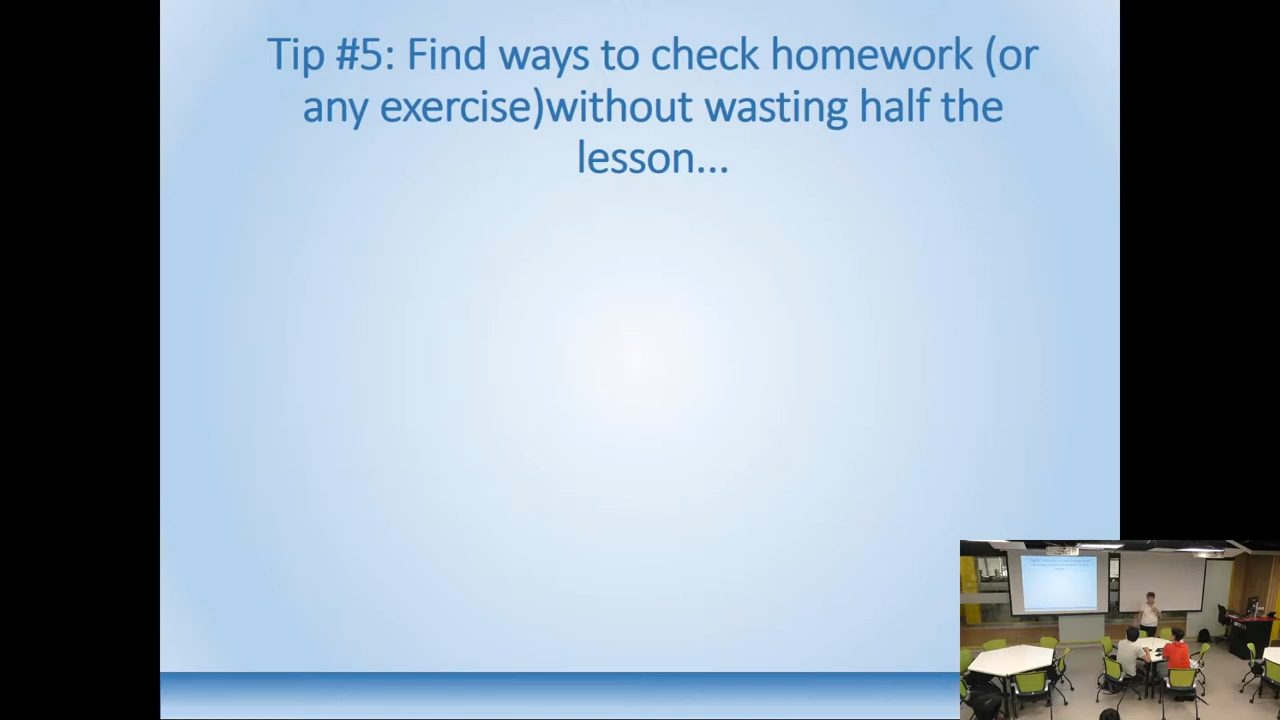 Tip #5: Find ways to check homework (or
any exercise)without wasting half the
lesson...